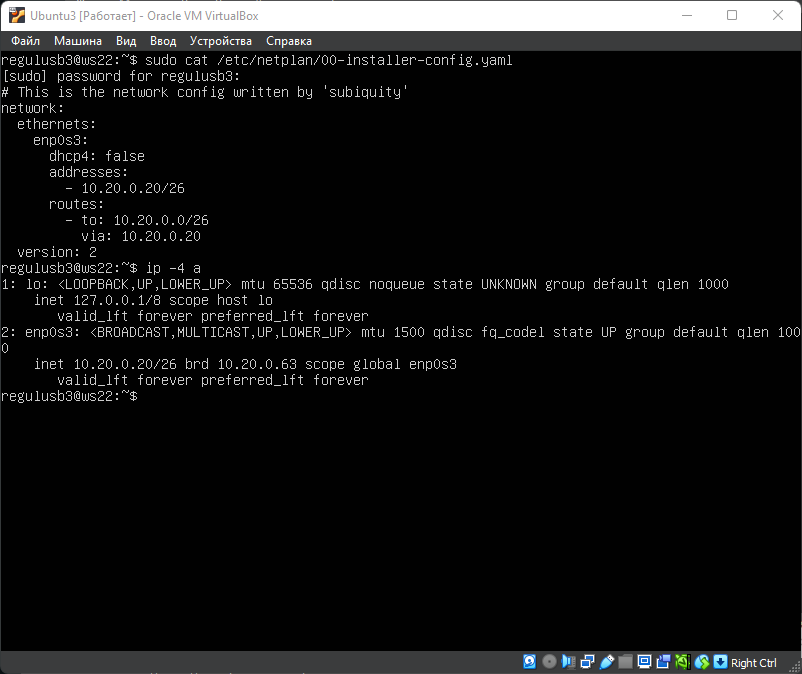 Ubuntu3 [Работает] - Oracle VM VirtualBox
Файл Машина Вид Ввод Устройства Справка
regulusb3@ws22:~$ sudo cat /etc/netplan/00-installer-config.yaml
[sudo] password for regulusb3:
# This is the network config written by 'subiquity'
network:
  ethernets:
    enp0s3:
      dhcp4: false
      addresses:
        - 10.20.0.20/26
      routes:
        - to: 10.20.0.0/26
          via: 10.20.0.20
  version: 2
regulusb3@ws22:~$ ip -4 a
1: lo: <LOOPBACK,UP,LOWER_UP> mtu 65536 qdisc noqueue state UNKNOWN group default qlen 1000
    inet 127.0.0.1/8 scope host lo
       valid_lft forever preferred_lft forever
2: enp0s3: <BROADCAST,MULTICAST,UP,LOWER_UP> mtu 1500 qdisc fq_codel state UP group default qlen 100
0
    inet 10.20.0.20/26 brd 10.20.0.63 scope global enp0s3
       valid_lft forever preferred_lft forever
regulusb3@ws22:~$
Right Ctrl